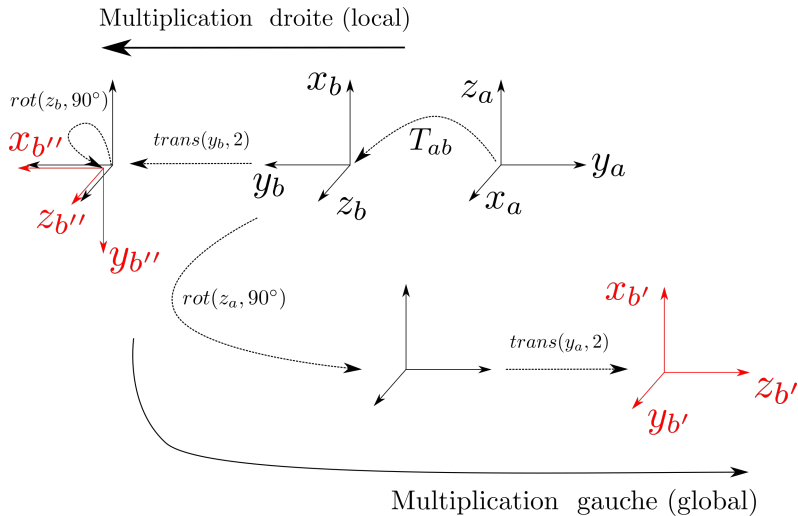 Multiplication droite (local)
rot(z_b, 90°)
x_{b''}
z_{b''}
y_{b''}
trans(y_b, 2)
x_b
y_b
z_b
T_{ab}
z_a
y_a
x_a
rot(z_a, 90°)
trans(y_a, 2)
x_{b'}
z_{b'}
y_{b'}
Multiplication gauche (global)